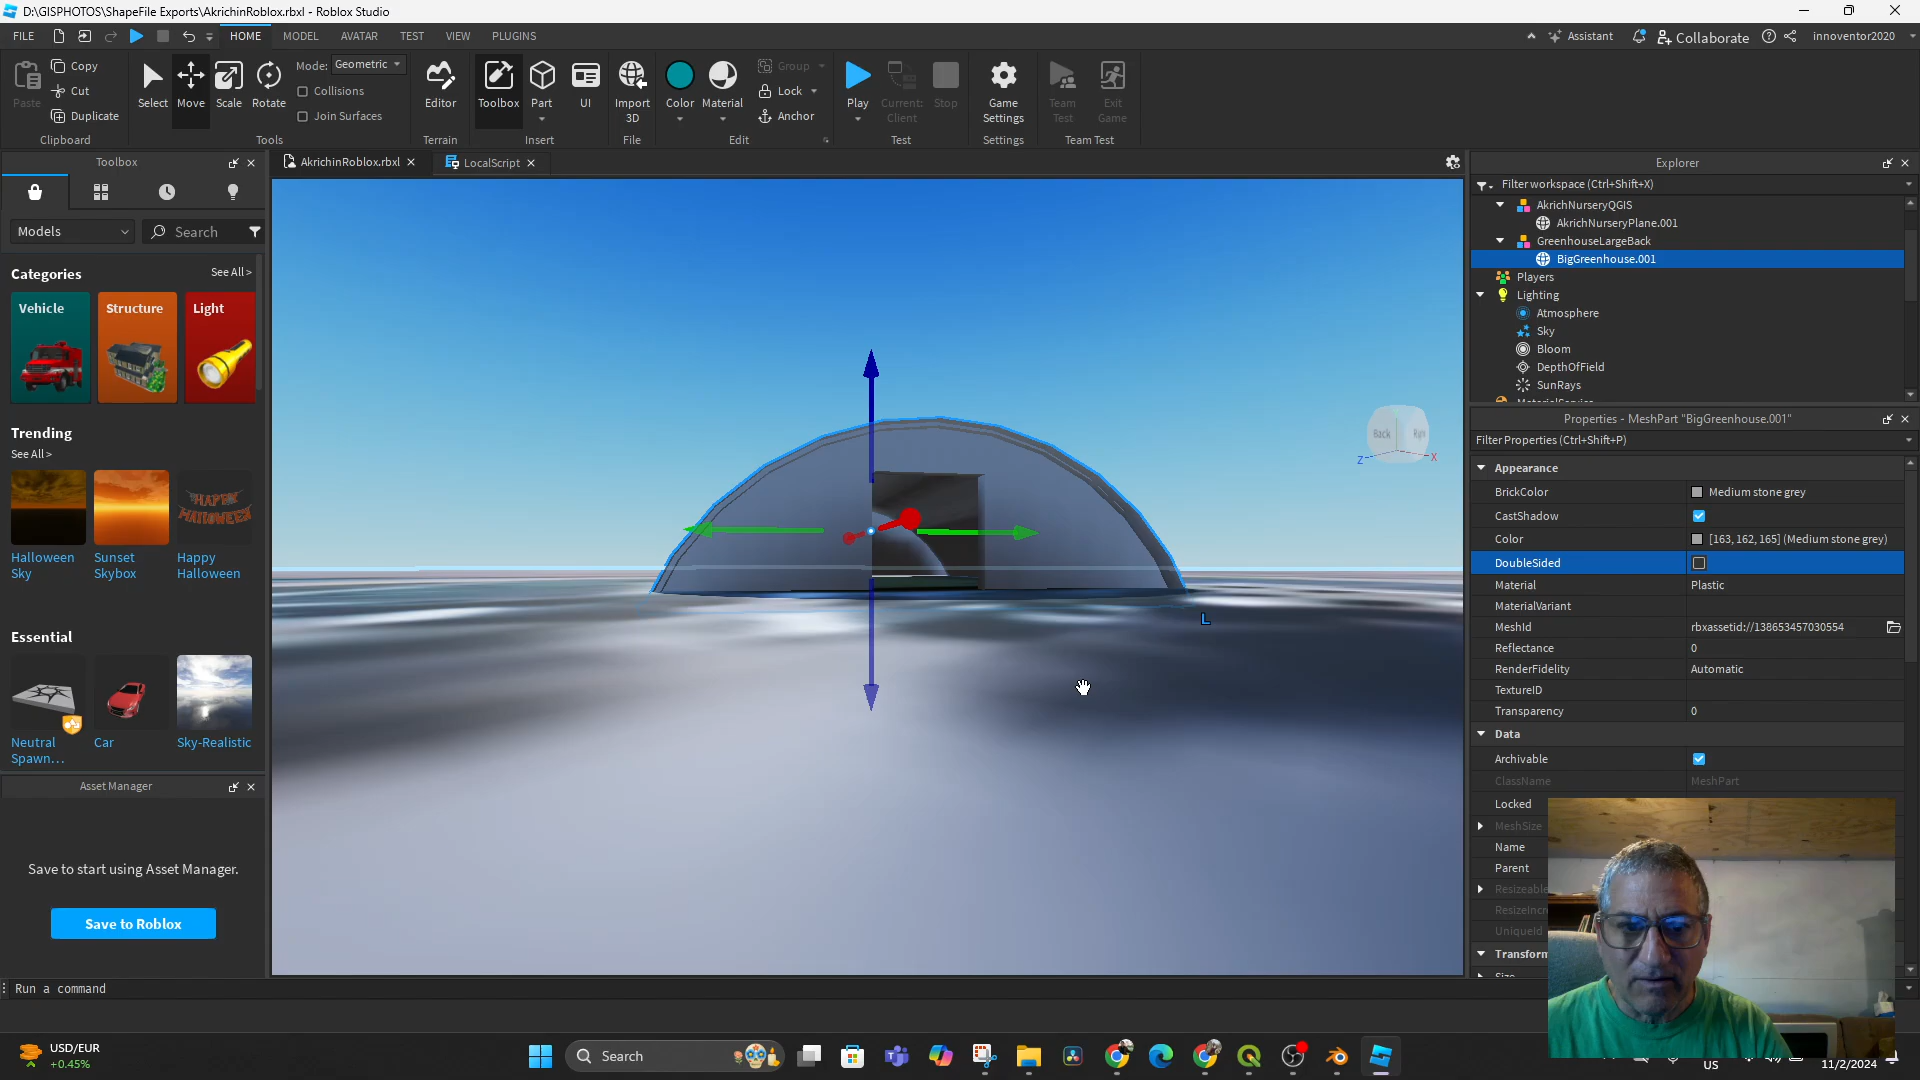 D:\GISPHOTOS\ShapeFile Exports\AkrichinRoblox.rbxl - Roblox Studio
FILE
HOME
MODEL
AVATAR
TEST
VIEW
PLUGINS
Assistant
Collaborate
innoventor2020
Paste
Copy
Cut
Duplicate
Clipboard
Select
Move
Scale
Rotate
Mode: Geometric
Collisions
Join Surfaces
Tools
Editor
Terrain
Toolbox
Part
UI
Insert
Import
3D
File
Color
Material
Group
Lock
Anchor
Edit
Play
Current:
Client
Stop
Test
Game
Settings
Settings
Team
Test
Exit
Game
Team Test
Toolbox
AkrichinRoblox.rbxl
LocalScript
Models
Search
Categories
See All >
Vehicle
Structure
Light
Trending
See All >
Halloween
Sky
Sunset
Skybox
Happy
Halloween
HAPPY
HALLOWEEN
Essential
Neutral
Spawn...
Car
Sky-Realistic
Asset Manager
Save to start using Asset Manager.
Save to Roblox
Run a command
Back
Right
Z
X
L
Explorer
Filter workspace (Ctrl+Shift+X)
AkrichNurseryQGIS
AkrichNurseryPlane.001
GreenhouseLargeBack
BigGreenhouse.001
Players
Lighting
Atmosphere
Sky
Bloom
DepthOfField
SunRays
MaterialService
Properties - MeshPart "BigGreenhouse.001"
Filter Properties (Ctrl+Shift+P)
Appearance
BrickColor Medium stone grey
CastShadow
Color [163, 162, 165] (Medium stone grey)
DoubleSided
Material Plastic
MaterialVariant
MeshId rbxassetid://138653457030554
Reflectance 0
RenderFidelity Automatic
TextureID
Transparency 0
Data
Archivable
ClassName MeshPart
Locked
MeshSize
Name
Parent
Resizeable
ResizeIncre
UniqueId
Transform
Size
USD/EUR
+0.45%
Search
US
11/2/2024